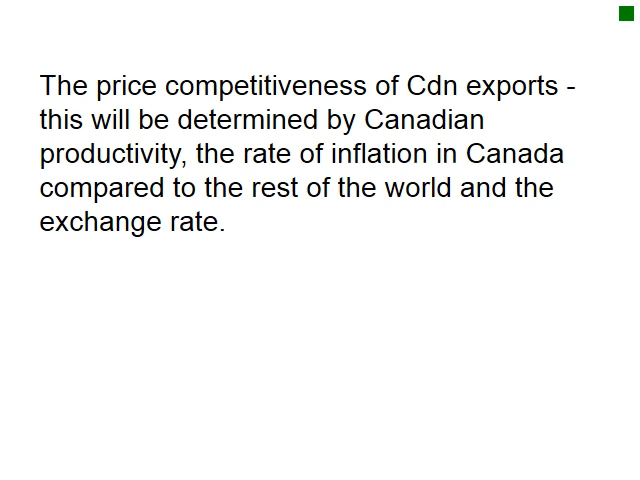 The price competitiveness of Cdn exports -
this will be determined by Canadian
productivity, the rate of inflation in Canada
compared to the rest of the world and the
exchange rate.